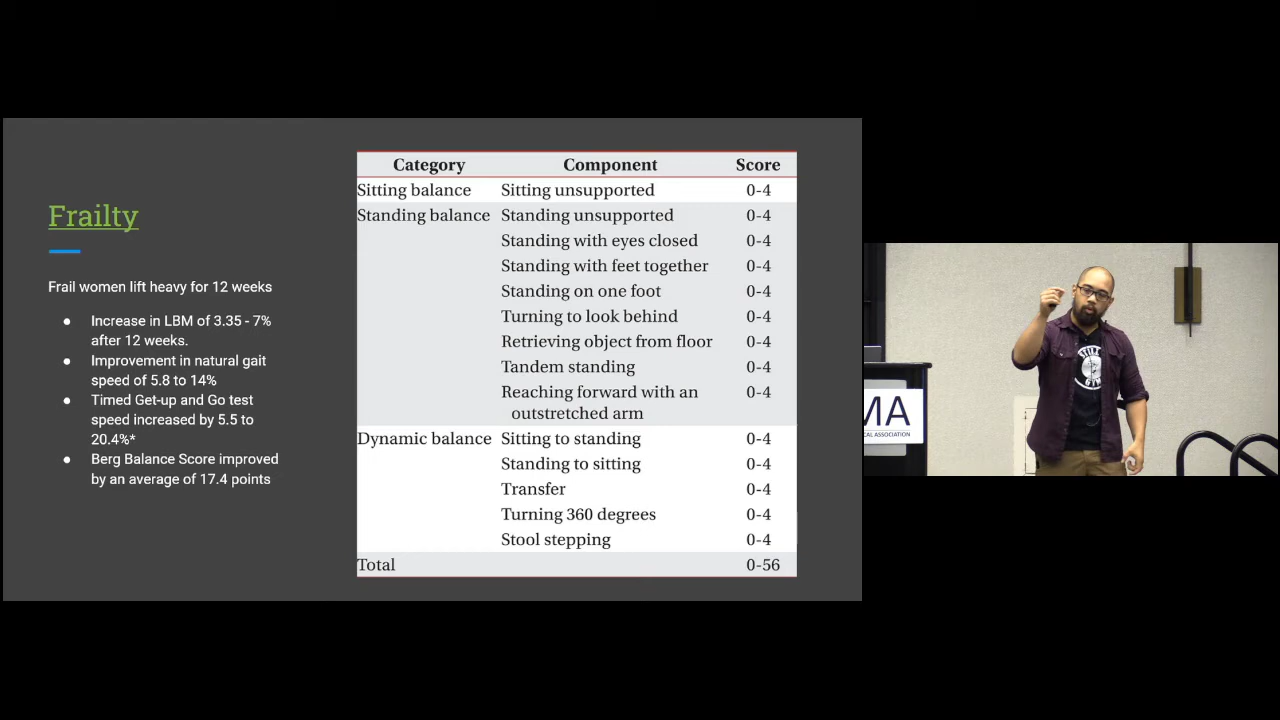 Frailty
Frail women lift heavy for 12 weeks
● Increase in LBM of 3.35 - 7%
after 12 weeks.
● Improvement in natural gait
speed of 5.8 to 14%
● Timed Get-up and Go test
speed increased by 5.5 to
20.4%*
● Berg Balance Score improved
by an average of 17.4 points
Category Component Score
Sitting balance Sitting unsupported 0-4
Standing balance Standing unsupported 0-4
Standing with eyes closed 0-4
Standing with feet together 0-4
Standing on one foot 0-4
Turning to look behind 0-4
Retrieving object from floor 0-4
Tandem standing 0-4
Reaching forward with an 0-4
outstretched arm
Dynamic balance Sitting to standing 0-4
Standing to sitting 0-4
Transfer 0-4
Turning 360 degrees 0-4
Stool stepping 0-4
Total 0-56
MA
CAL ASSOCIATION
GYM